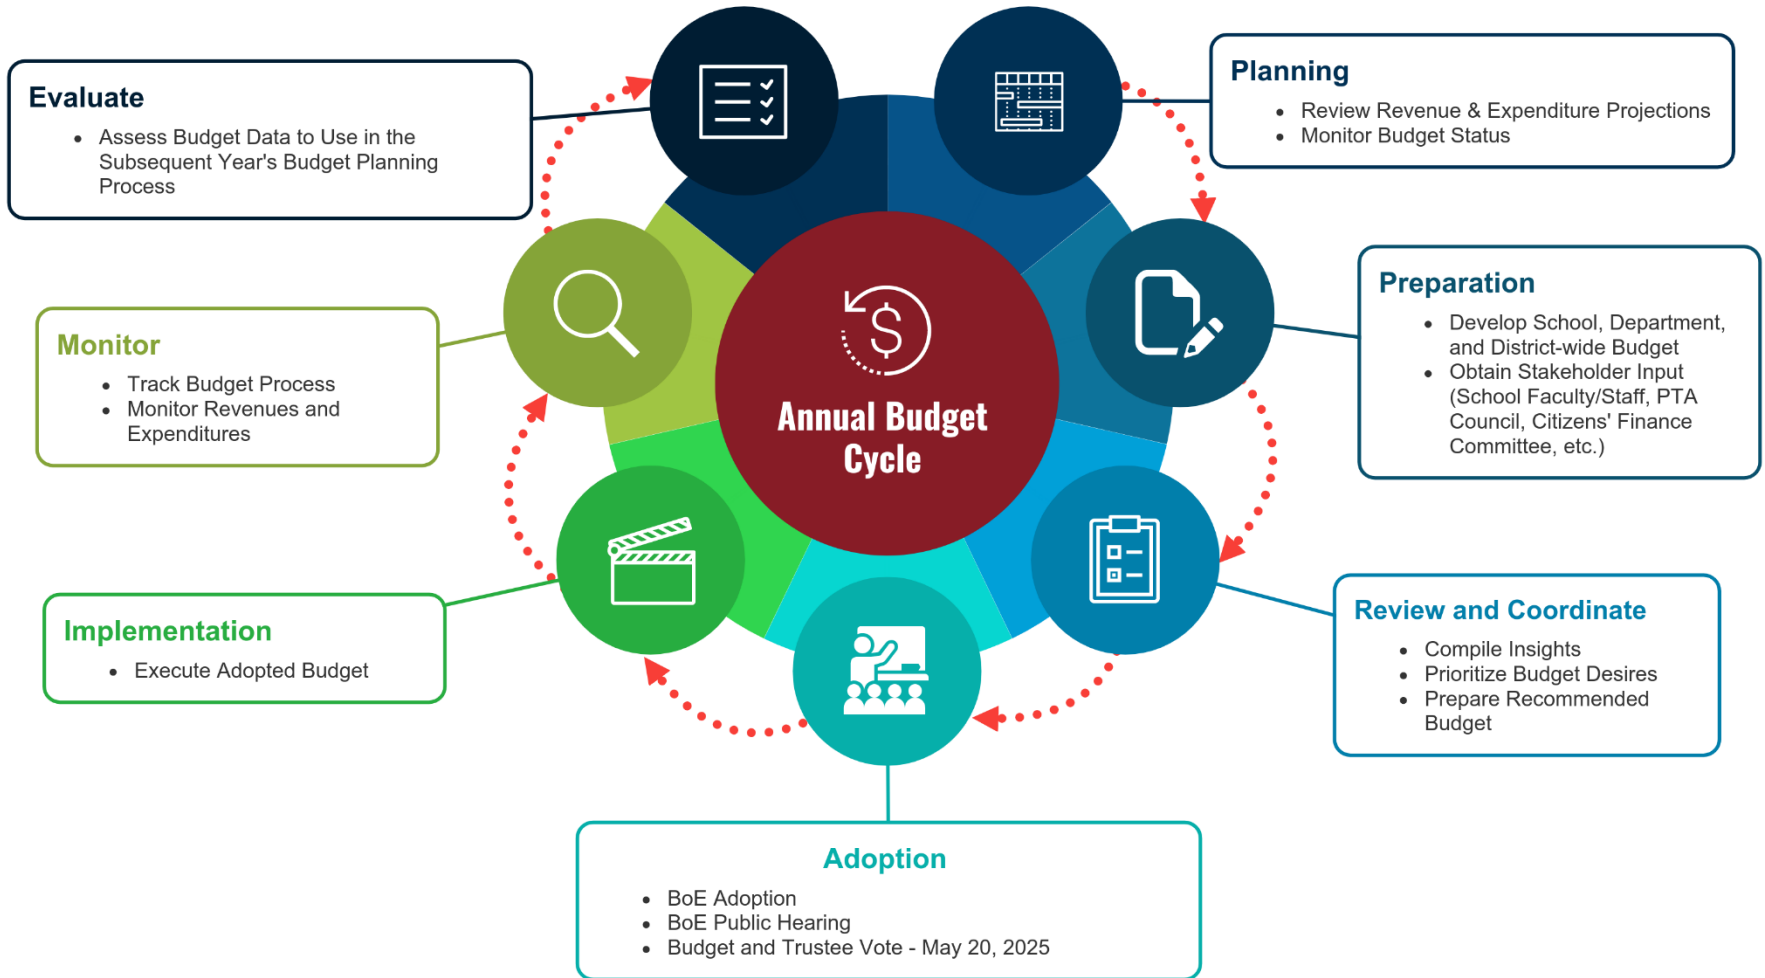 Evaluate
• Assess Budget Data to Use in the
Subsequent Year's Budget Planning
Process
Planning
• Review Revenue & Expenditure Projections
• Monitor Budget Status
Preparation
• Develop School, Department,
and District-wide Budget
• Obtain Stakeholder Input
(School Faculty/Staff, PTA
Council, Citizens' Finance
Committee, etc.)
Monitor
• Track Budget Process
• Monitor Revenues and
Expenditures
$
Annual Budget
Cycle
Implementation
• Execute Adopted Budget
Review and Coordinate
• Compile Insights
• Prioritize Budget Desires
• Prepare Recommended
Budget
Adoption
• BoE Adoption
• BoE Public Hearing
• Budget and Trustee Vote - May 20, 2025